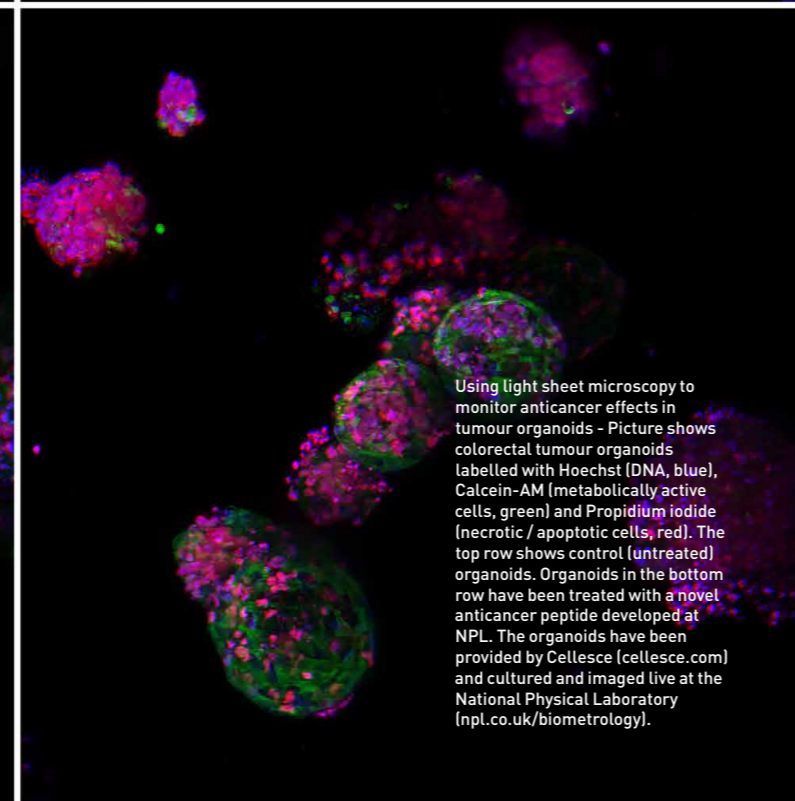 Using light sheet microscopy to
monitor anticancer effects in
tumour organoids - Picture shows
colorectal tumour organoids
labelled with Hoechst (DNA, blue),
Calcein-AM (metabolically active
cells, green) and Propidium iodide
(necrotic / apoptotic cells, red). The
top row shows control (untreated)
organoids. Organoids in the bottom
row have been treated with a novel
anticancer peptide developed at
NPL. The organoids have been
provided by Cellesce (cellesce.com)
and cultured and imaged live at the
National Physical Laboratory
(npl.co.uk/biometrology).